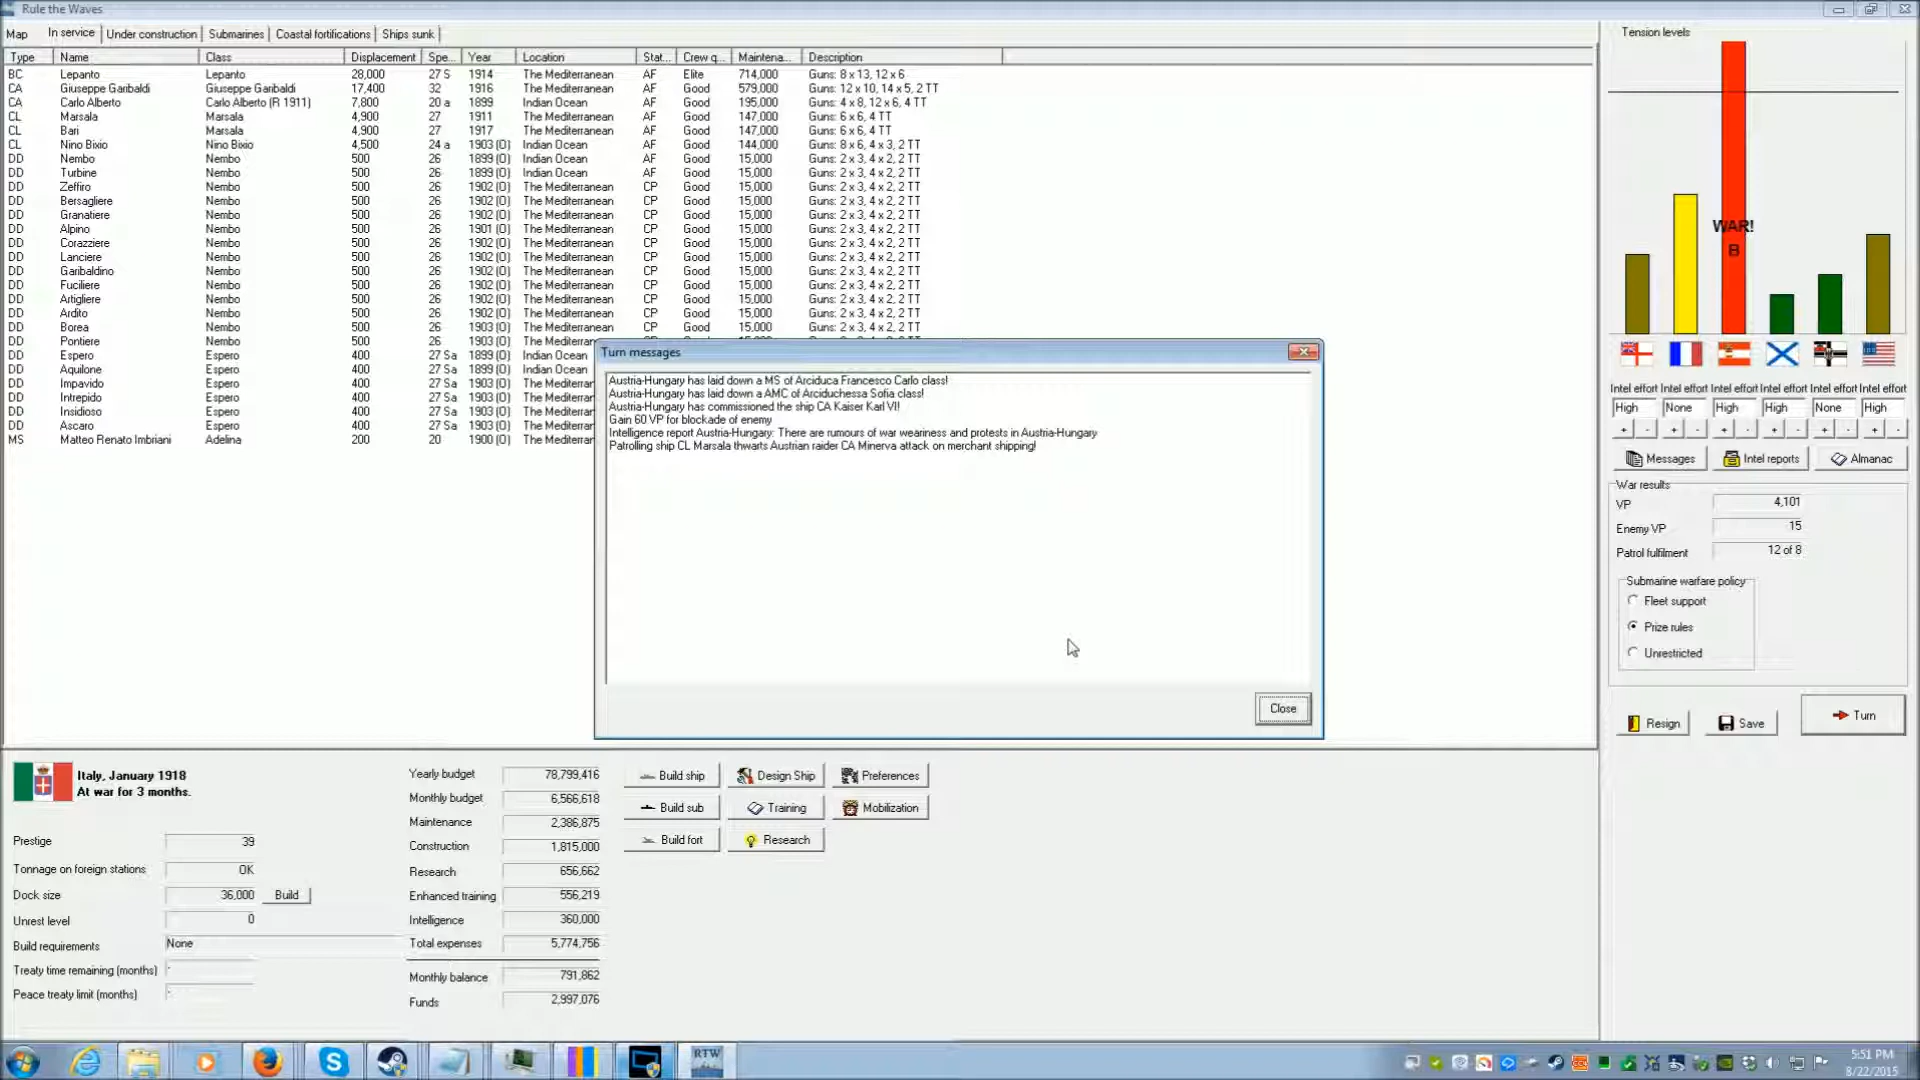 Rule the Waves
Map In service Under construction Submarines Coastal fortifications Ships sunk
Type Name Class Displacement Spe... Year Location Stat... Crew q... Maintena... Description
BC Lepanto Lepanto 28,000 27 S 1914 The Mediterranean AF Elite 714,000 Guns: 8 x 13, 12 x 6
CA Giuseppe Garibaldi Giuseppe Garibaldi 17,400 32 1916 The Mediterranean AF Good 579,000 Guns: 12 x 10, 14 x 5, 2 TT
CA Carlo Alberto Carlo Alberto (R 1911) 7,800 20 a 1899 Indian Ocean AF Good 195,000 Guns: 4 x 8, 12 x 6, 4 TT
CL Marsala Marsala 4,900 27 1911 The Mediterranean AF Good 147,000 Guns: 6 x 6, 4 TT
CL Bari Marsala 4,900 27 1917 The Mediterranean AF Good 147,000 Guns: 6 x 6, 4 TT
CL Nino Bixio Nino Bixio 4,500 24 a 1903 (O) Indian Ocean AF Good 144,000 Guns: 8 x 6, 4 x 3, 2 TT
DD Nembo Nembo 500 26 1899 (O) Indian Ocean AF Good 15,000 Guns: 2 x 3, 4 x 2, 2 TT
DD Turbine Nembo 500 26 1899 (O) Indian Ocean AF Good 15,000 Guns: 2 x 3, 4 x 2, 2 TT
DD Zeffiro Nembo 500 26 1902 (O) The Mediterranean CP Good 15,000 Guns: 2 x 3, 4 x 2, 2 TT
DD Bersagliere Nembo 500 26 1902 (O) The Mediterranean CP Good 15,000 Guns: 2 x 3, 4 x 2, 2 TT
DD Granatiere Nembo 500 26 1902 (O) The Mediterranean CP Good 15,000 Guns: 2 x 3, 4 x 2, 2 TT
DD Alpino Nembo 500 26 1901 (O) The Mediterranean CP Good 15,000 Guns: 2 x 3, 4 x 2, 2 TT
DD Corazziere Nembo 500 26 1902 (O) The Mediterranean CP Good 15,000 Guns: 2 x 3, 4 x 2, 2 TT
DD Lanciere Nembo 500 26 1902 (O) The Mediterranean CP Good 15,000 Guns: 2 x 3, 4 x 2, 2 TT
DD Garibaldino Nembo 500 26 1902 (O) The Mediterranean CP Good 15,000 Guns: 2 x 3, 4 x 2, 2 TT
DD Fuciliere Nembo 500 26 1902 (O) The Mediterranean CP Good 15,000 Guns: 2 x 3, 4 x 2, 2 TT
DD Artigliere Nembo 500 26 1902 (O) The Mediterranean CP Good 15,000 Guns: 2 x 3, 4 x 2, 2 TT
DD Ardito Nembo 500 26 1902 (O) The Mediterranean CP Good 15,000 Guns: 2 x 3, 4 x 2, 2 TT
DD Borea Nembo 500 26 1903 (O) The Mediterranean CP Good 15,000 Guns: 2 x 3, 4 x 2, 2 TT
DD Pontiere Nembo 500 26 1903 (O) The Mediterra
DD Espero Espero 400 27 Sa 1899 (O) Indian Ocean
DD Aquilone Espero 400 27 Sa 1899 (O) Indian Ocean
DD Impavido Espero 400 27 Sa 1903 (O) The Mediterra
DD Intrepido Espero 400 27 Sa 1903 (O) The Mediterra
DD Insidioso Espero 400 27 Sa 1903 (O) The Mediterra
DD Ascaro Espero 400 27 Sa 1903 (O) The Mediterra
MS Matteo Renato Imbriani Adelina 200 20 1900 (O) The Mediterra
Turn messages
Austria-Hungary has laid down a MS of Arciduca Francesco Carlo class!
Austria-Hungary has laid down a AMC of Arciduchessa Sofia class!
Austria-Hungary has commissioned the ship CA Kaiser Karl VI!
Gain 60 VP for blockade of enemy
Intelligence report Austria-Hungary: There are rumours of war weariness and protests in Austria-Hungary
Patrolling ship CL Marsala thwarts Austrian raider CA Minerva attack on merchant shipping!
Close
Tension levels
WAR!
B
Intel effort Intel effort Intel effort Intel effort Intel effort Intel effort
High None High High None High
+ - + - + - + - + - + -
Messages Intel reports Almanac
War results
VP 4,101
Enemy VP 15
Patrol fulfilment 12 of 8
Submarine warfare policy
Fleet support
Prize rules
Unrestricted
Resign Save Turn
Italy, January 1918
At war for 3 months.
Prestige 39
Tonnage on foreign stations OK
Dock size 36,000 Build
Unrest level 0
Build requirements None
Treaty time remaining (months) -
Peace treaty limit (months) -
Yearly budget 78,799,416
Monthly budget 6,566,618
Maintenance 2,386,875
Construction 1,815,000
Research 656,662
Enhanced training 556,219
Intelligence 360,000
Total expenses 5,774,756
Monthly balance 791,862
Funds 2,997,076
Build ship Design Ship Preferences
Build sub Training Mobilization
Build fort Research
RTW
5:51 PM
8/22/2015